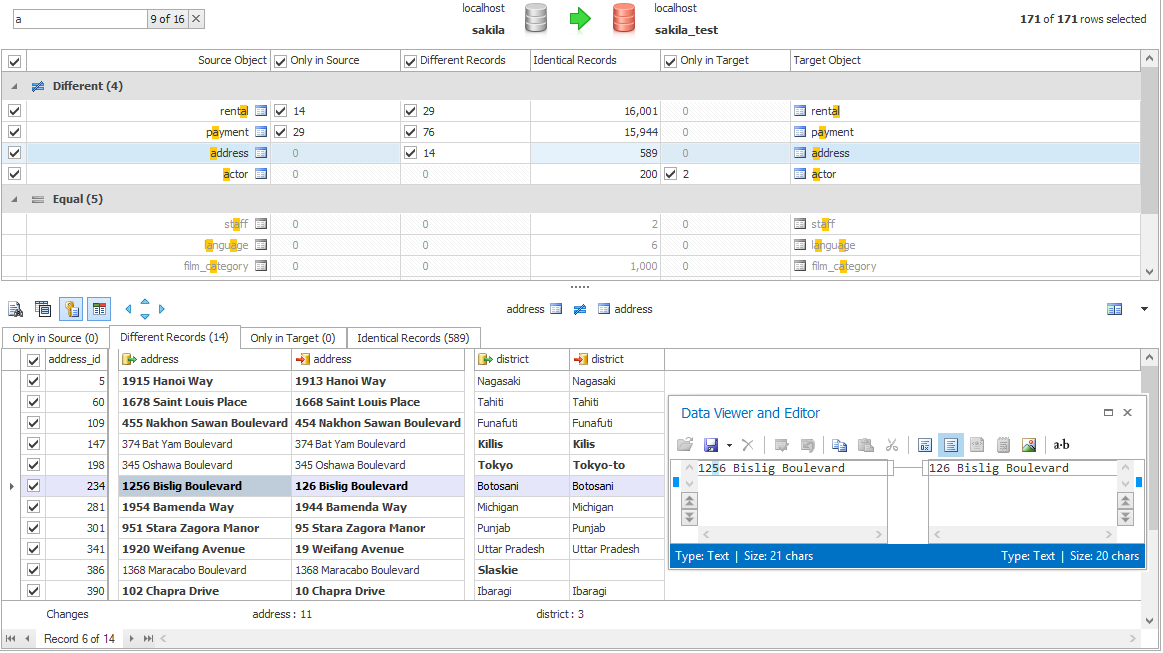 a 9 of 16
localhost localhost
sakila sakila_test
171 of 171 rows selected
Source Object Only in Source Different Records Identical Records Only in Target Target Object
Different (4)
rental 14 29 16,001 0 rental
payment 29 76 15,944 0 payment
address 0 14 589 0 address
actor 0 0 200 2 actor
Equal (5)
staff 0 0 2 0 staff
language 0 0 6 0 language
film_category 0 0 1,000 0 film_category
address address
Only in Source (0) Different Records (14) Only in Target (0) Identical Records (589)
address_id address address district district
5 1915 Hanoi Way 1913 Hanoi Way Nagasaki Nagasaki
60 1678 Saint Louis Place 1668 Saint Louis Place Tahiti Tahiti
109 455 Nakhon Sawan Boulevard 454 Nakhon Sawan Boulevard Funafuti Funafuti
147 374 Bat Yam Boulevard 374 Bat Yam Boulevard Killis Kilis
198 345 Oshawa Boulevard 345 Oshawa Boulevard Tokyo Tokyo-to
234 1256 Bislig Boulevard 126 Bislig Boulevard Botosani Botosani
281 1954 Bamenda Way 1944 Bamenda Way Michigan Michigan
301 951 Stara Zagora Manor 95 Stara Zagora Manor Punjab Punjab
341 1920 Weifang Avenue 19 Weifang Avenue Uttar Pradesh Uttar Pradesh
386 1368 Maracabo Boulevard 1368 Maracabo Boulevard Slaskie
390 102 Chapra Drive 10 Chapra Drive Ibaragi Ibaragi
Changes address : 11 district : 3
Record 6 of 14
Data Viewer and Editor
a·b
1256 Bislig Boulevard 126 Bislig Boulevard
Type: Text | Size: 21 chars Type: Text | Size: 20 chars